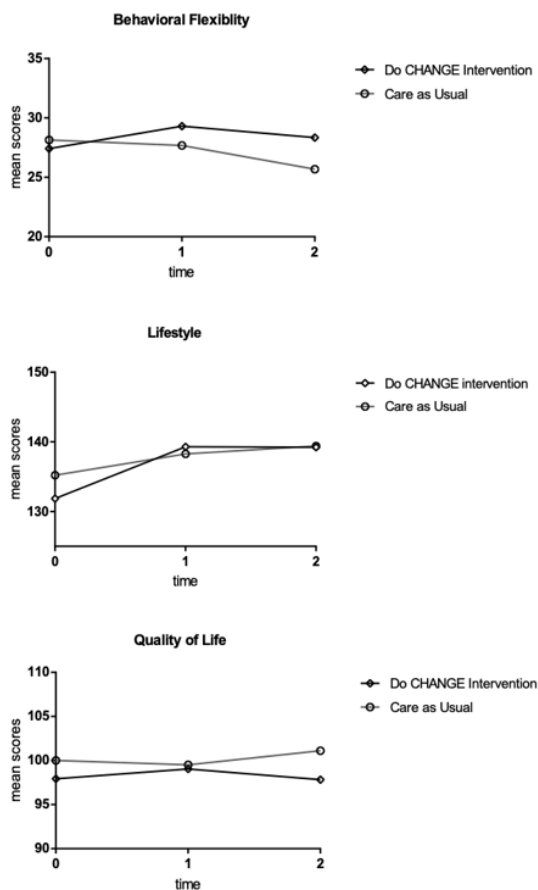 Behavioral Flexiblity
35
30
25
20
mean scores
0 1 2
time
Do CHANGE Intervention
Care as Usual
Lifestyle
150
140
130
mean scores
0 1 2
time
Do CHANGE intervention
Care as Usual
Quality of Life
110
105
100
95
90
mean scores
0 1 2
time
Do CHANGE Intervention
Care as Usual